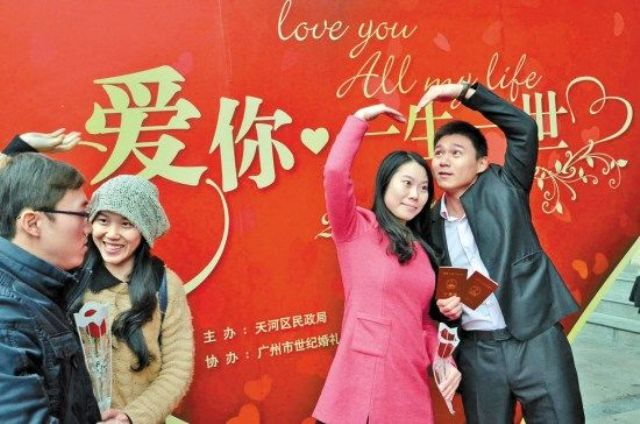 love you
All my life
爱你·一生一世
2
主办：天河区民政局
协办：广州市世纪婚礼